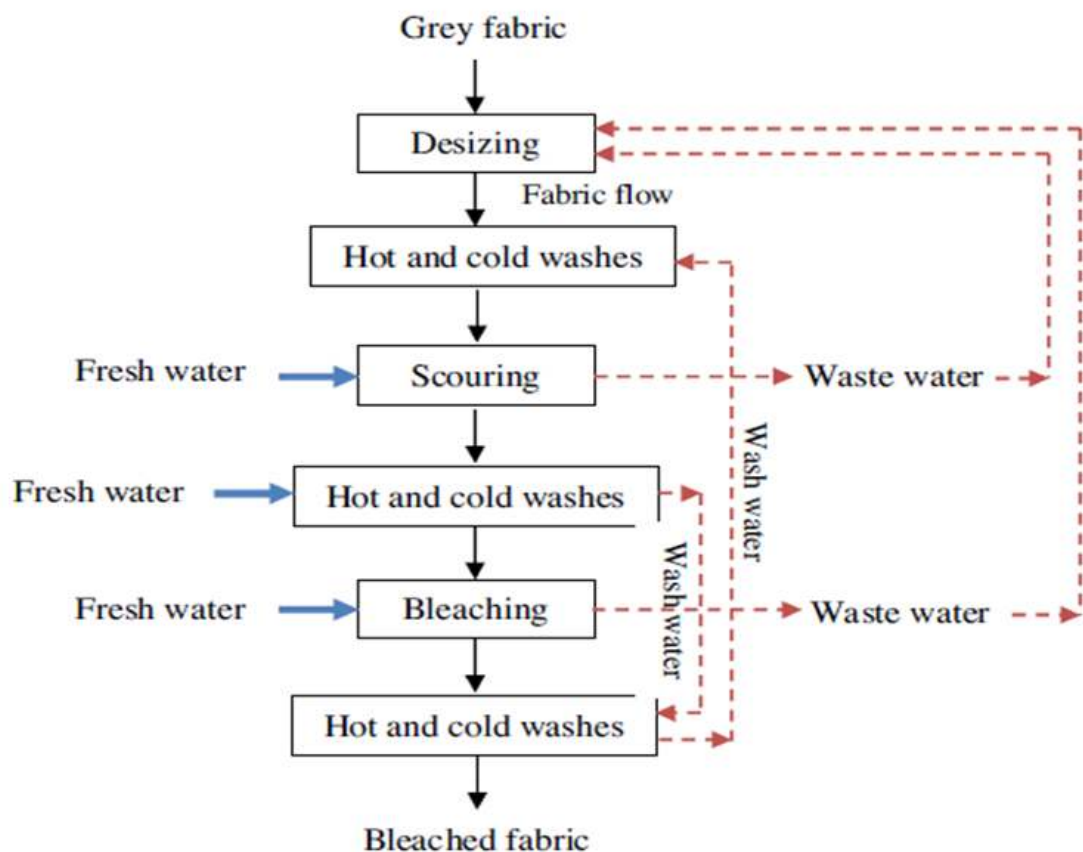 Grey fabric
Desizing
Fabric flow
Hot and cold washes
Fresh water
Scouring
Waste water
Wash water
Fresh water
Hot and cold washes
Wash water
Fresh water
Bleaching
Waste water
Hot and cold washes
Bleached fabric